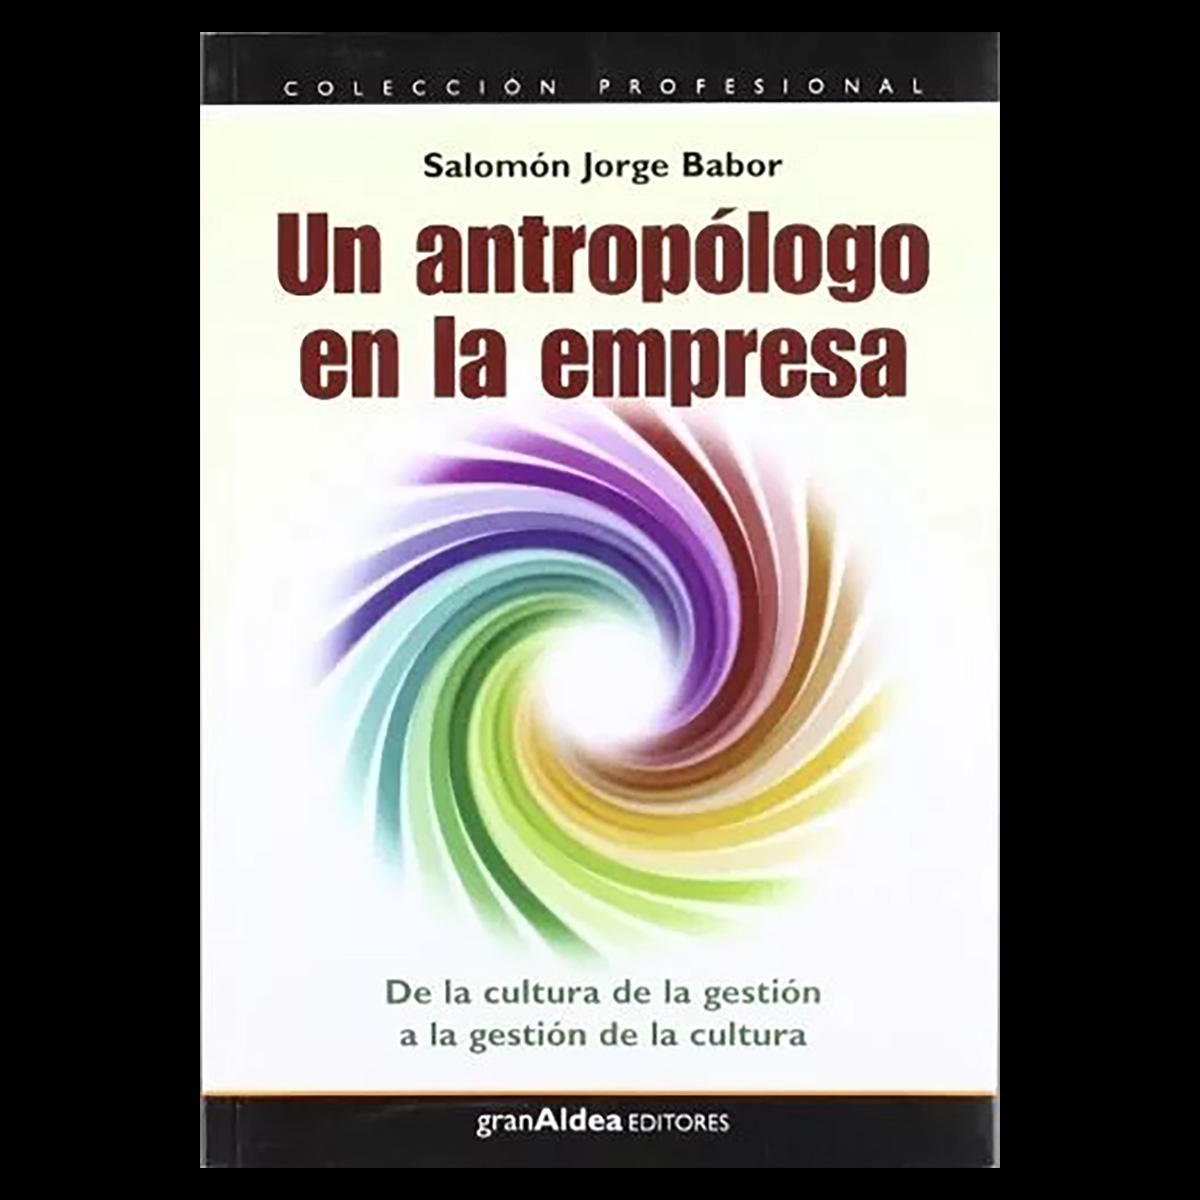 COLECCIÓN PROFESIONAL
Salomón Jorge Babor
Un antropólogo
en la empresa
De la cultura de la gestión
a la gestión de la cultura
granAldea EDITORES